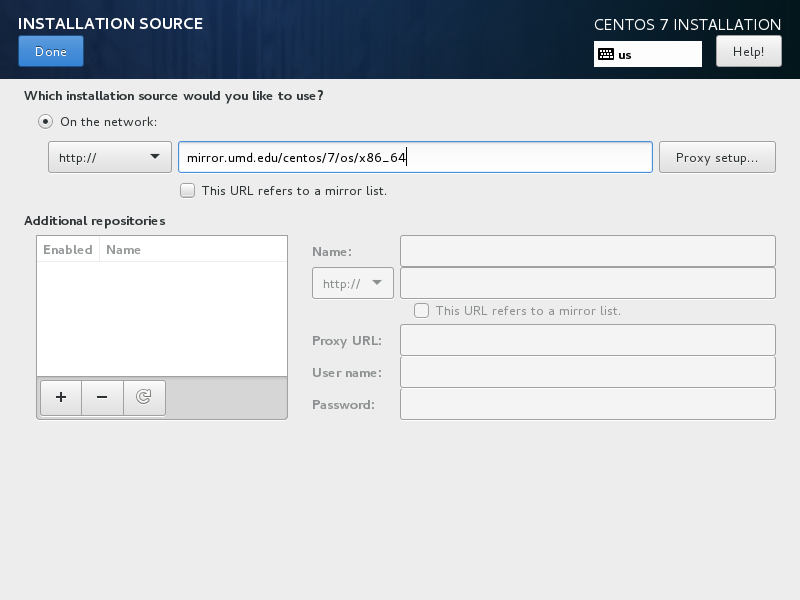 INSTALLATION SOURCE
CENTOS 7 INSTALLATION
Done
us
Help!
Which installation source would you like to use?
On the network:
http://
mirror.umd.edu/centos/7/os/x86_64
Proxy setup...
This URL refers to a mirror list.
Additional repositories
Enabled Name
Name:
http://
This URL refers to a mirror list.
Proxy URL:
User name:
Password: